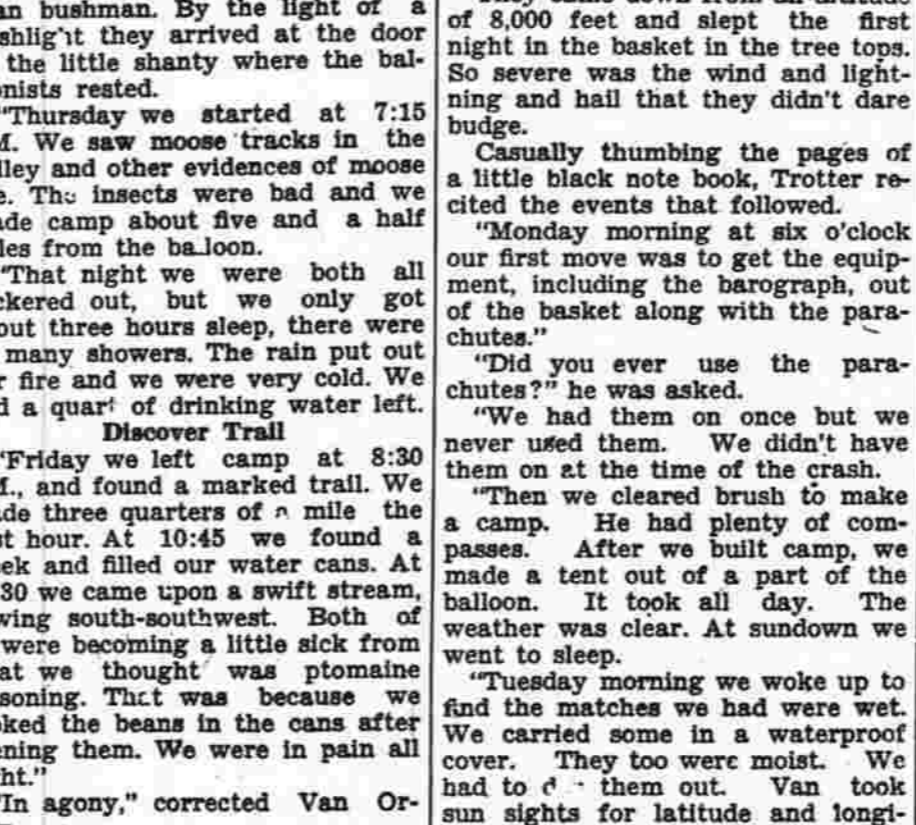 an bushman. By the light of a
they arrived at the door
the little shanty where the bal-
onists rested.
"Thursday we started at 7:15
M. We saw moose tracks in the
lley and other evidences of moose
e. The insects were bad and we
ade camp about five and a half
les from the balloon.
"That night we were both all
ckered out, but we only got
out three hours sleep, there were
many showers. The rain put out
r fire and we were very cold. We
d a quart of drinking water left.
Discover Trail
"Friday we left camp at 8:30
M., and found a marked trail. We
ade three quarters of a mile the
st hour. At 10:45 we found a
eek and filled our water cans. At
30 we came upon a swift stream,
wing south-southwest. Both of
were becoming a little sick from
at we thought was ptomaine
soning. That was because we
oked the beans in the cans after
ening them. We were in pain all
ht."
"In agony," corrected Van Or-
They came down from an altitude
of 8,000 feet and slept the first
night in the basket in the tree tops.
So severe was the wind and light-
ning and hail that they didn't dare
budge.
Casually thumbing the pages of
a little black note book, Trotter re-
cited the events that followed.
"Monday morning at six o'clock
our first move was to get the equip-
ment, including the barograph, out
of the basket along with the para-
chutes."
"Did you ever use the para-
chutes?" he was asked.
"We had them on once but we
never used them. We didn't have
them on at the time of the crash.
"Then we cleared brush to make
a camp. He had plenty of com-
passes. After we built camp, we
made a tent out of a part of the
balloon. It took all day. The
weather was clear. At sundown we
went to sleep.
"Tuesday morning we woke up to
find the matches we had were wet.
We carried some in a waterproof
cover. They too were moist. We
had to them out. Van took
sun sights for latitude and longi-